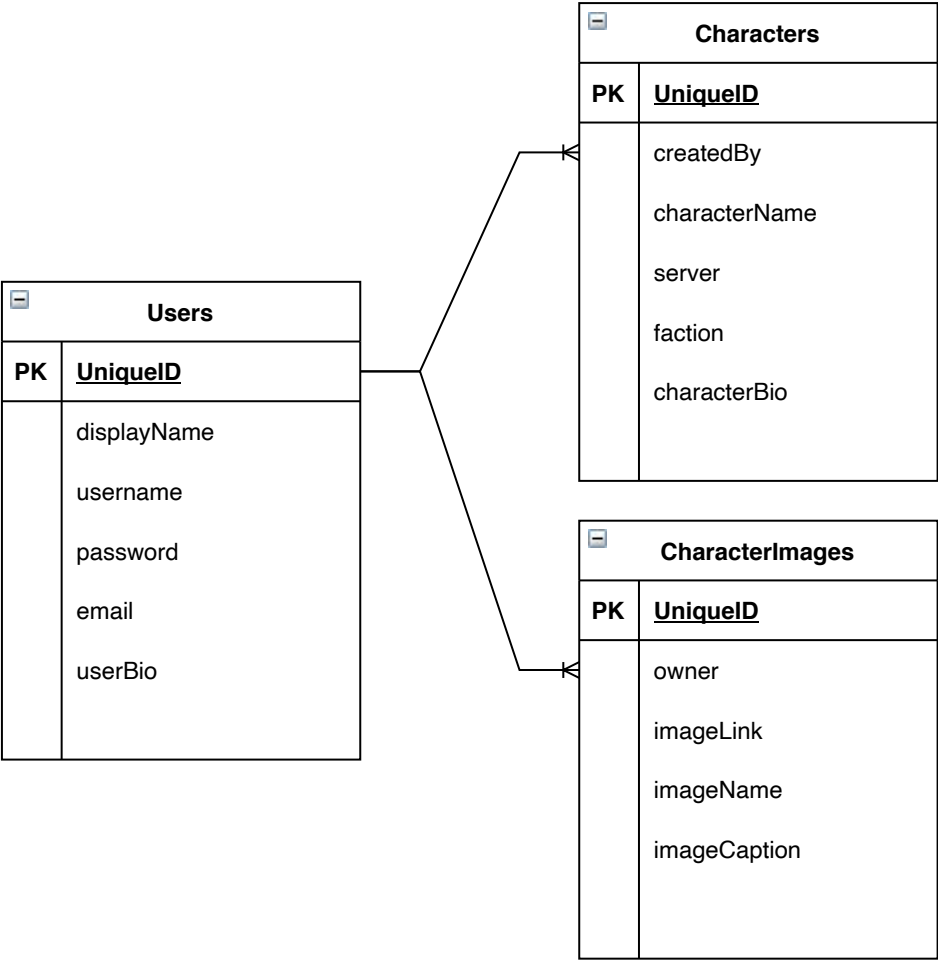 Users
PK UniqueID
displayName
username
password
email
userBio
Characters
PK UniqueID
createdBy
characterName
server
faction
characterBio
CharacterImages
PK UniqueID
owner
imageLink
imageName
imageCaption